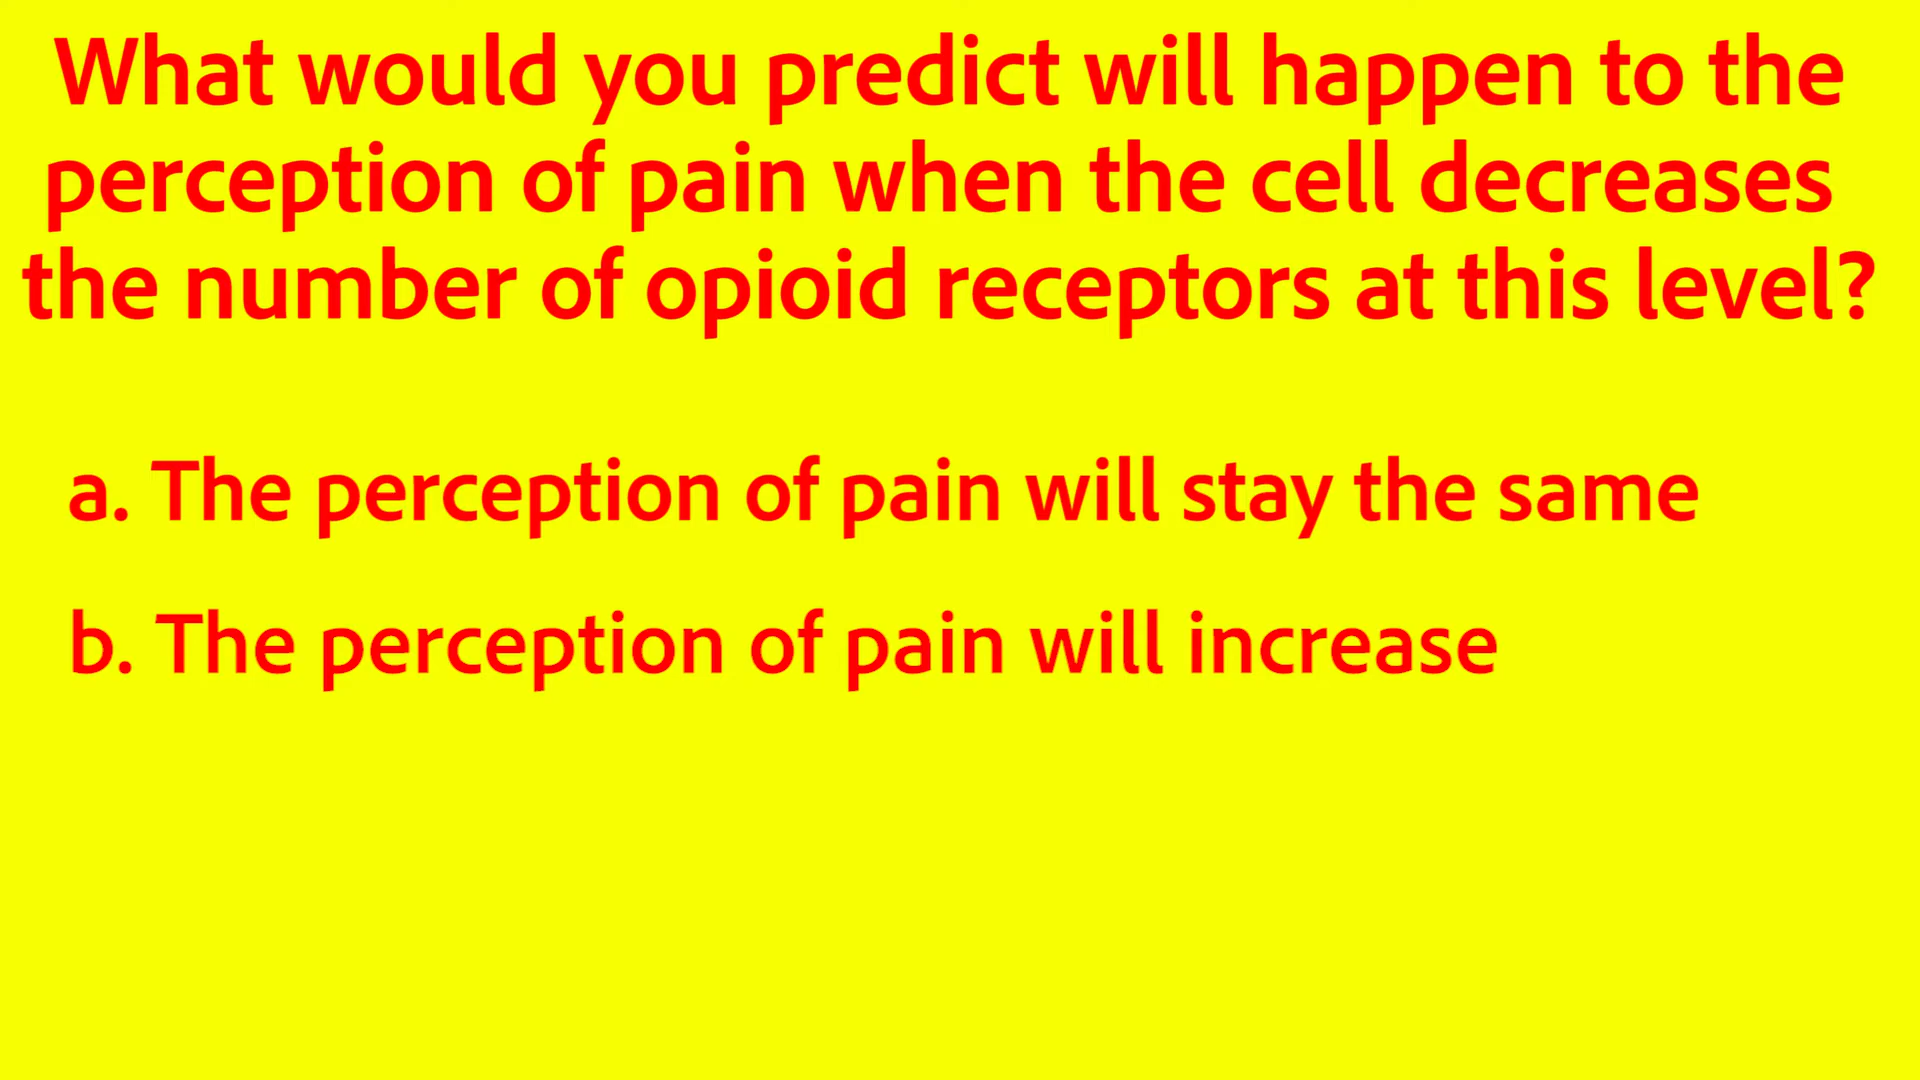 What would you predict will happen to the
perception of pain when the cell decreases
the number of opioid receptors at this level?
a. The perception of pain will stay the same
b. The perception of pain will increase